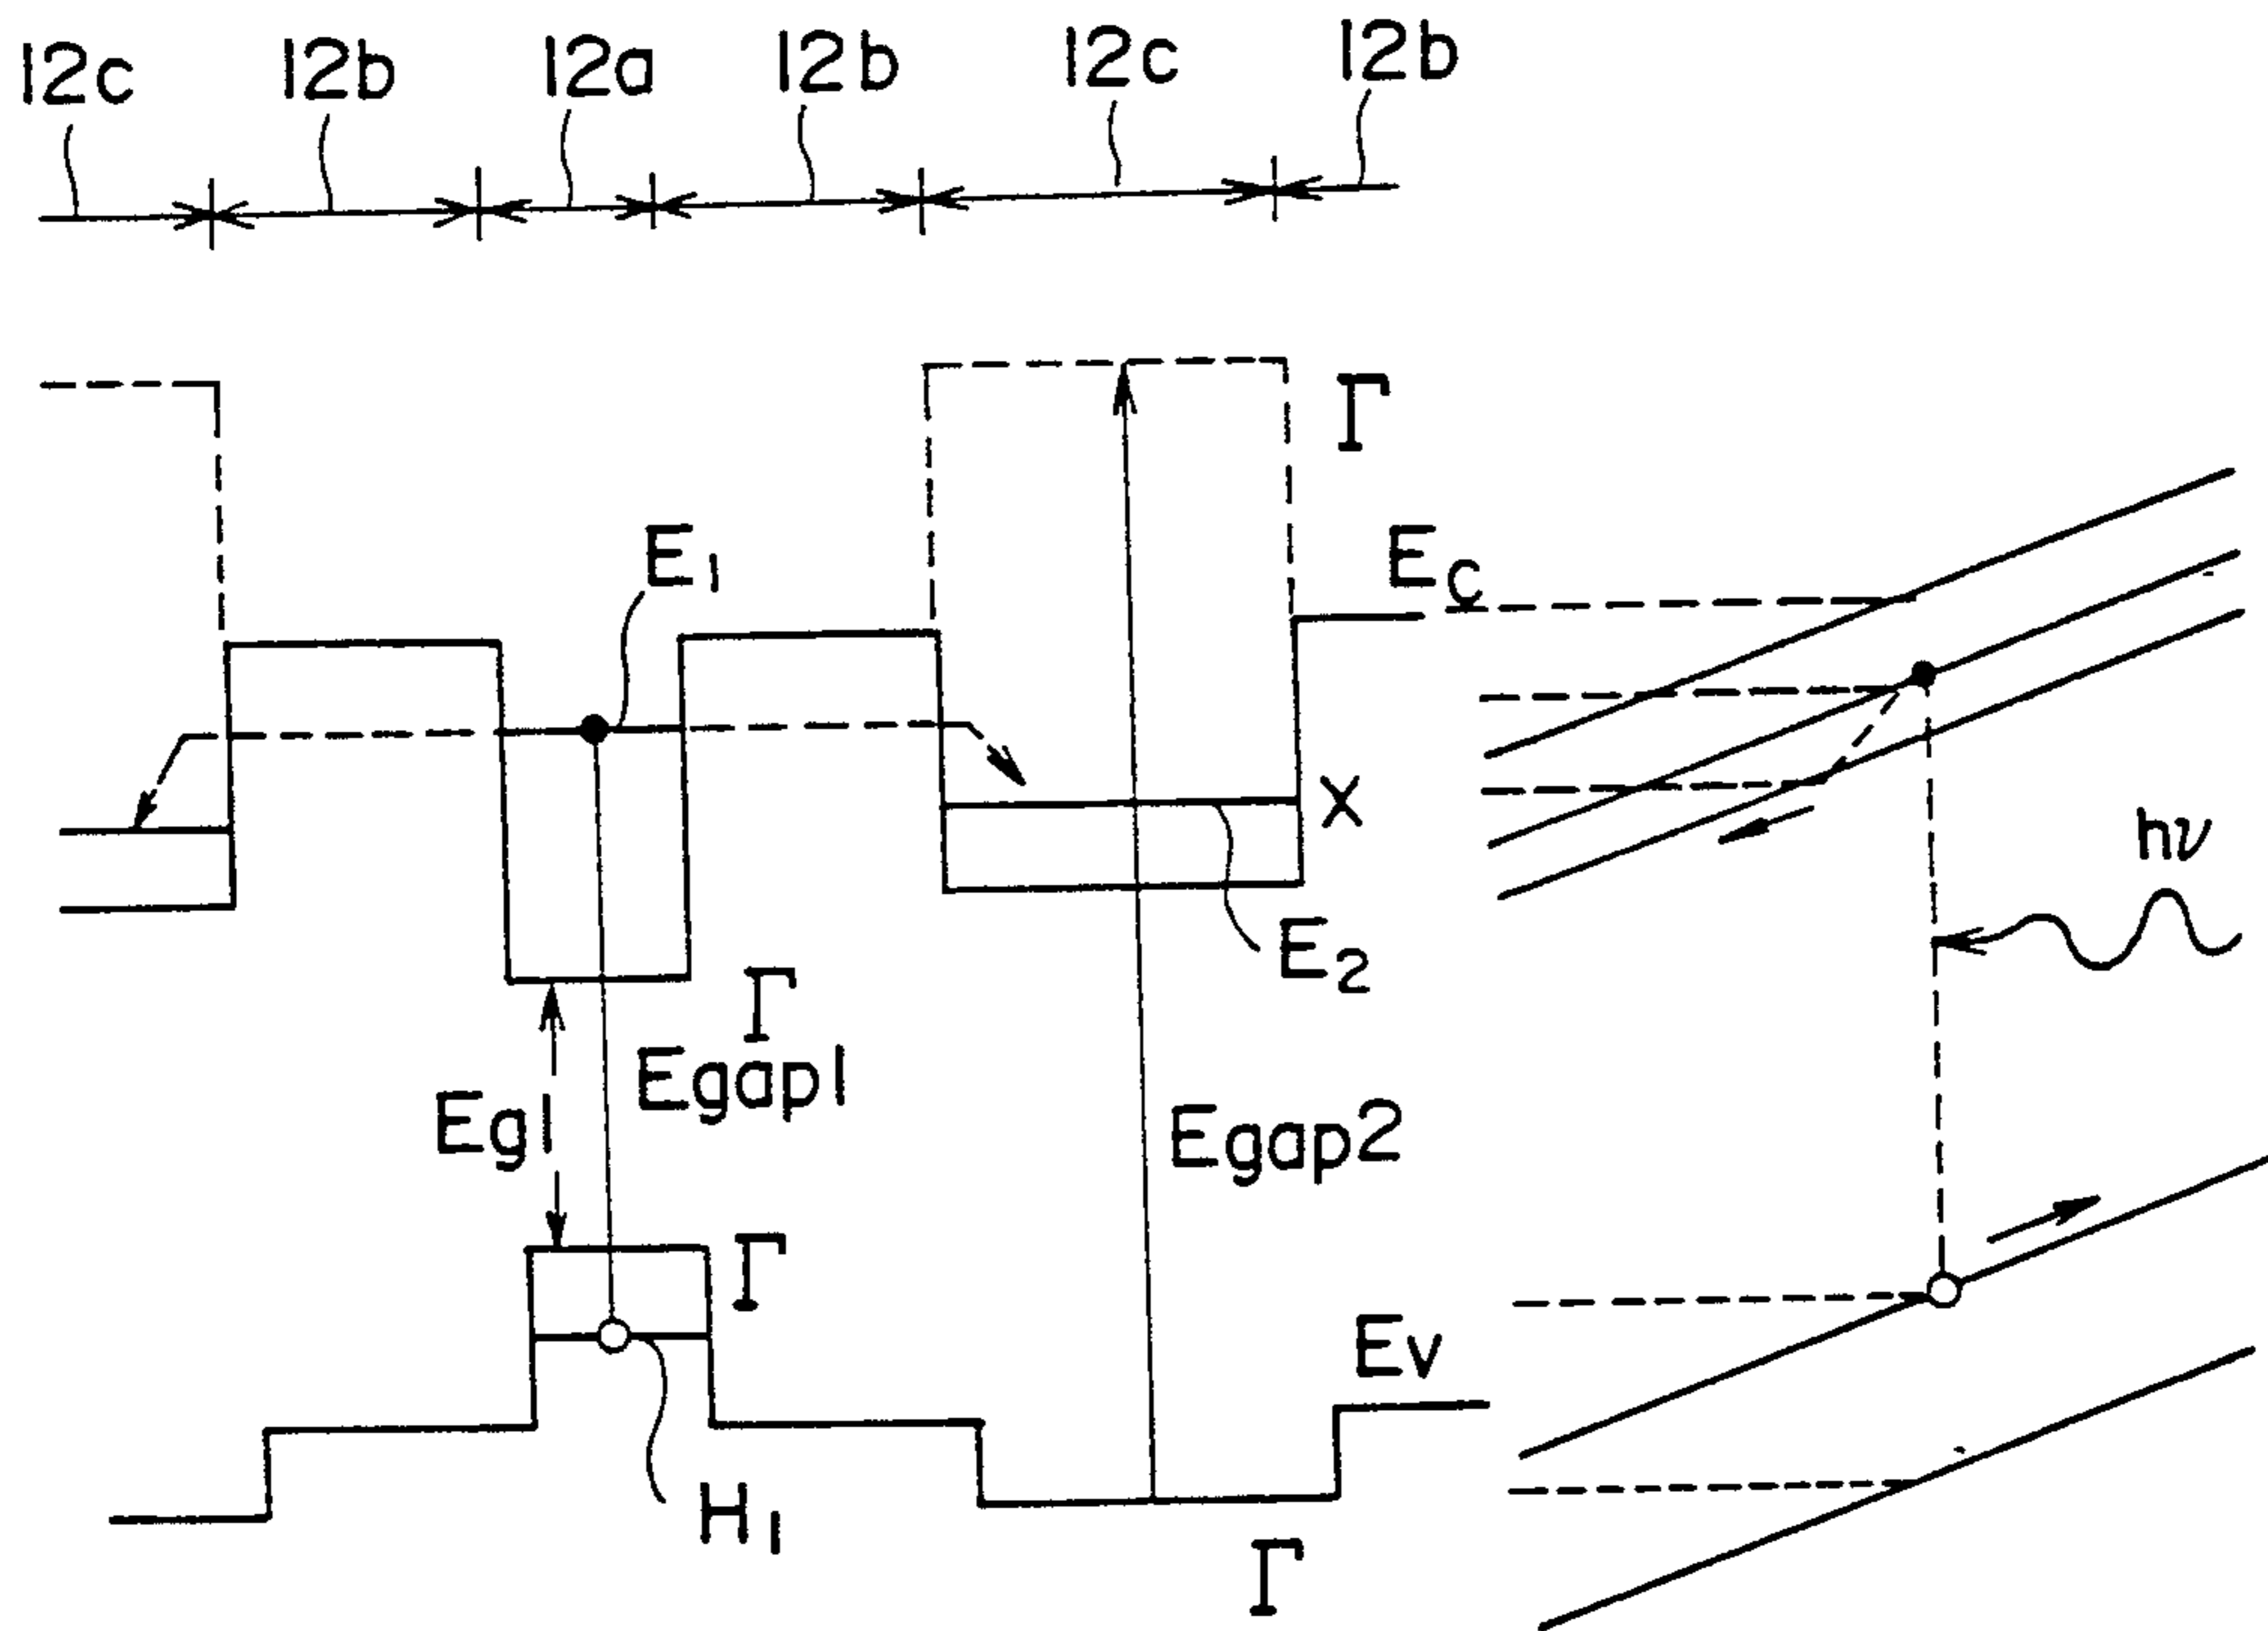 12c 12b 12a 12b 12c 12b
Γ
E1
EC
X
hν
E2
Γ
Egap1
Eg1
Egap2
Γ
Ev
H1
Γ